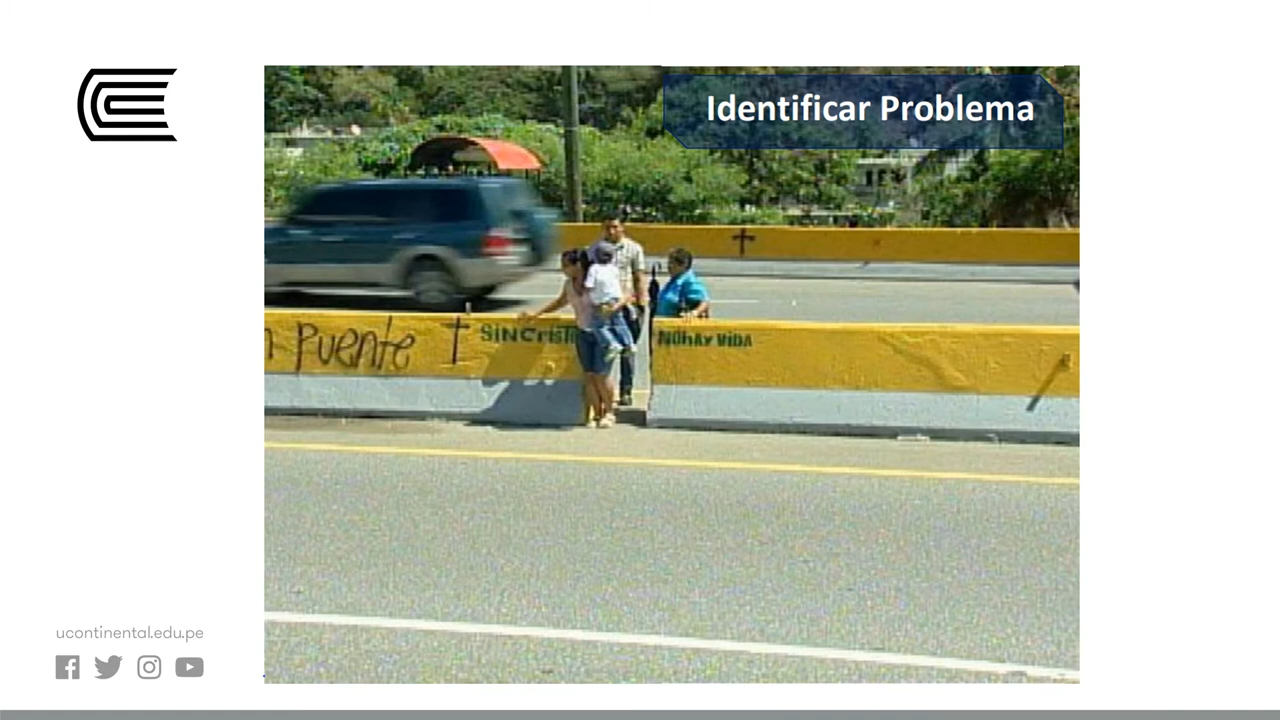 Identificar Problema
n Puente † SINCristo NOhAy ViDA
ucontinental.edu.pe